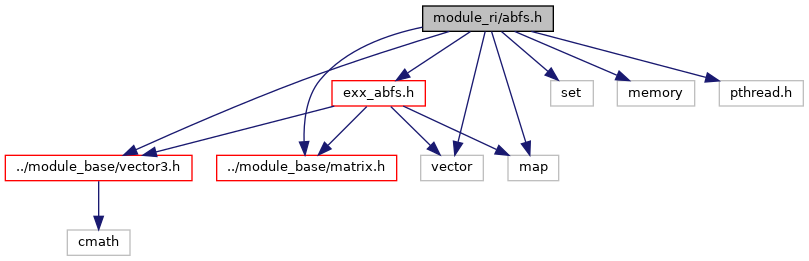 module_ri/abfs.h
exx_abfs.h
set
memory
pthread.h
../module_base/vector3.h
../module_base/matrix.h
vector
map
cmath